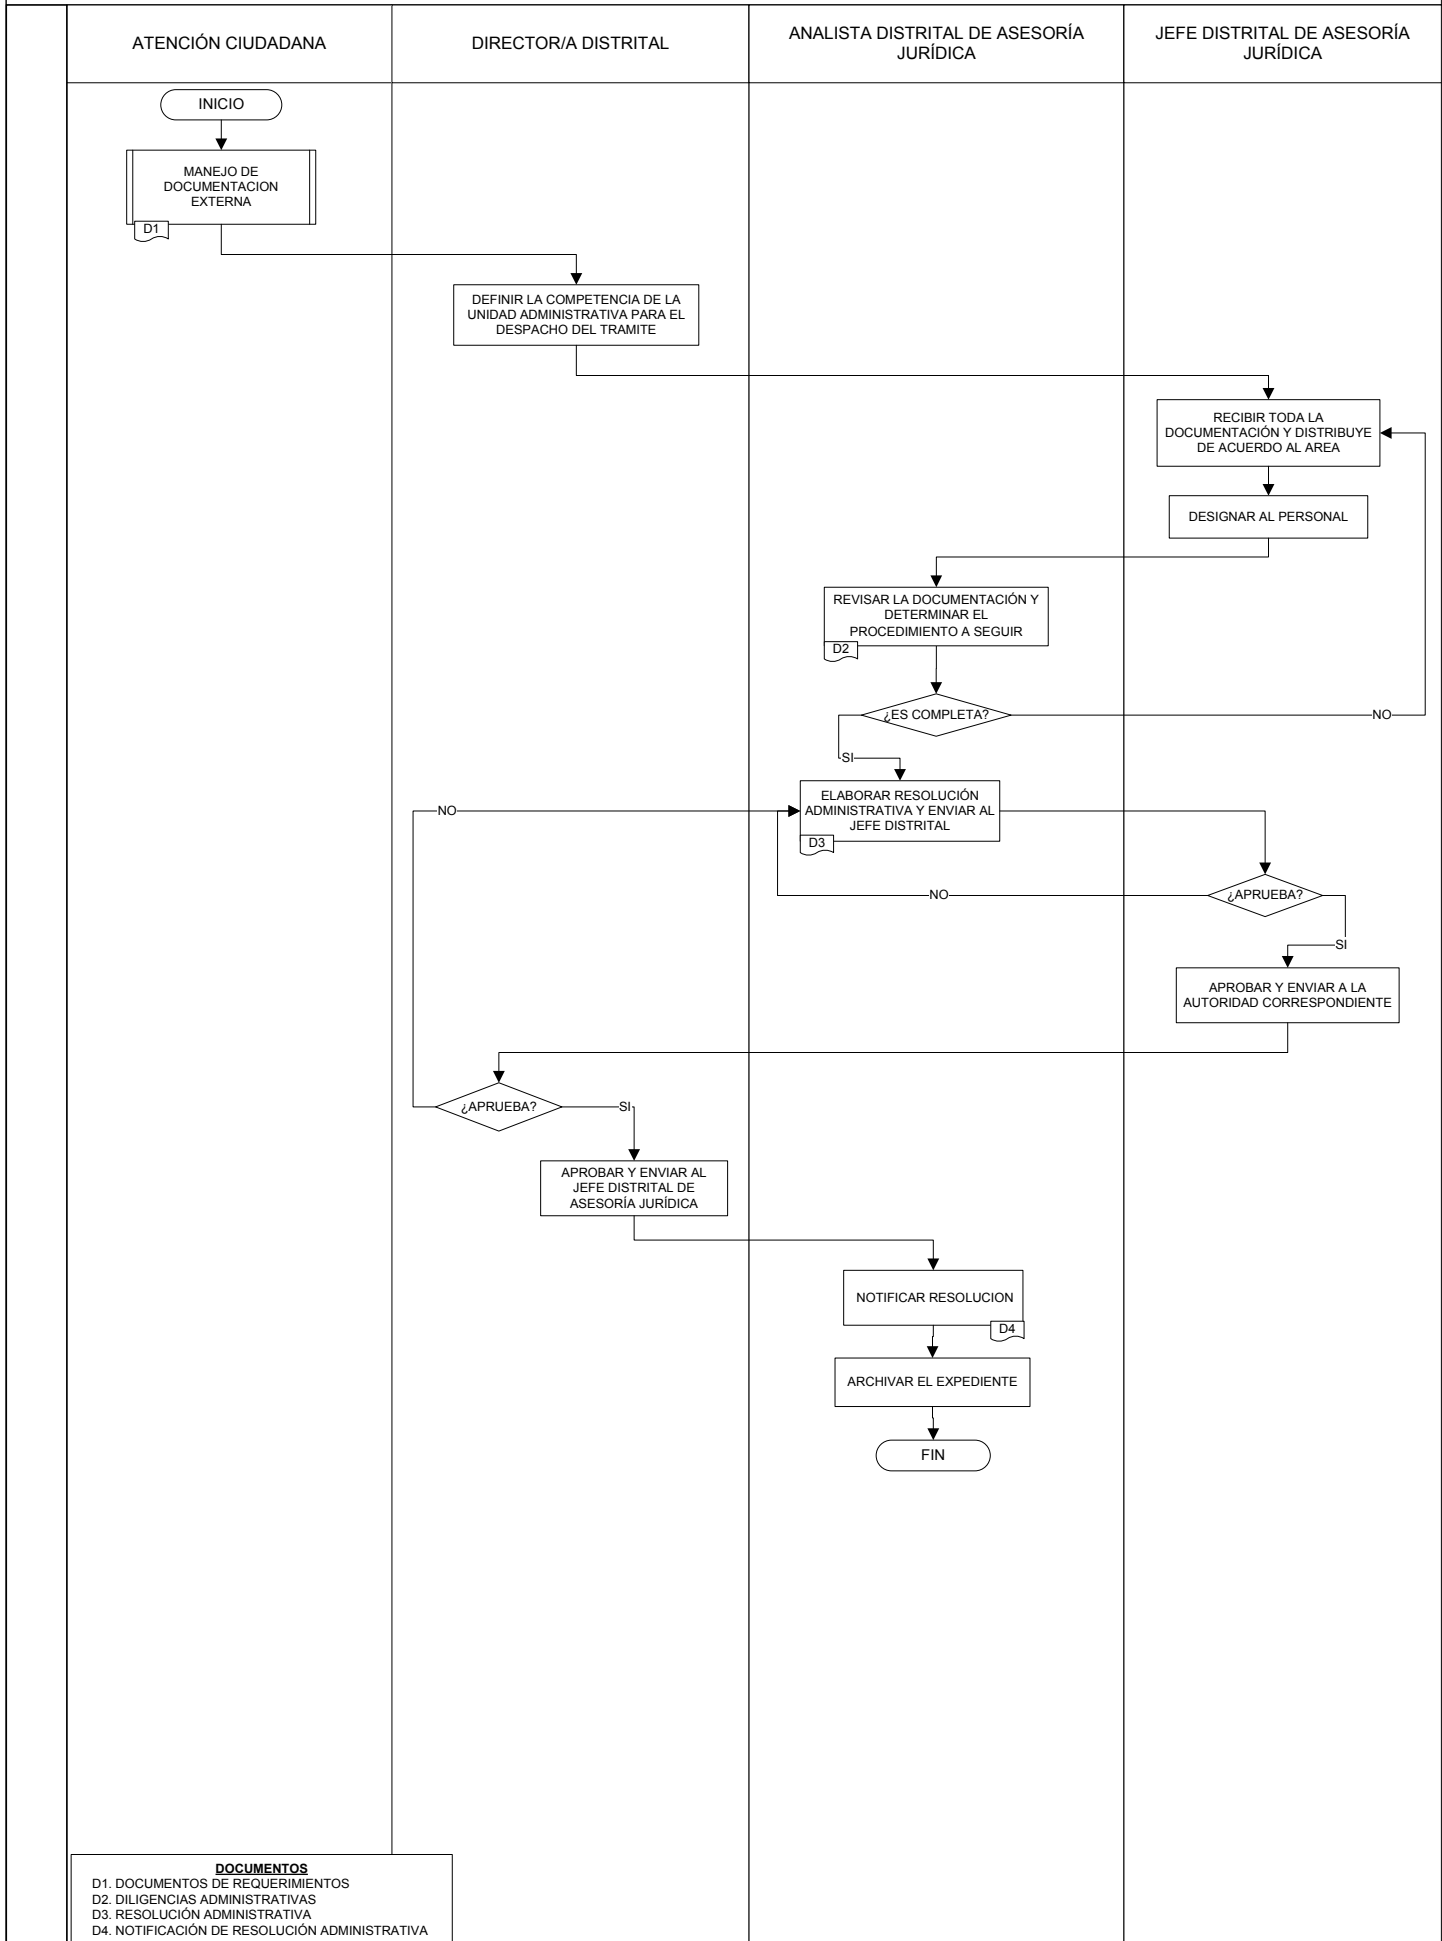 ATENCIÓN CIUDADANA
DIRECTOR/A DISTRITAL
ANALISTA DISTRITAL DE ASESORÍA
JURÍDICA
JEFE DISTRITAL DE ASESORÍA
JURÍDICA
INICIO
MANEJO DE
DOCUMENTACION
EXTERNA
D1
DEFINIR LA COMPETENCIA DE LA
UNIDAD ADMINISTRATIVA PARA EL
DESPACHO DEL TRAMITE
RECIBIR TODA LA
DOCUMENTACIÓN Y DISTRIBUYE
DE ACUERDO AL AREA
DESIGNAR AL PERSONAL
REVISAR LA DOCUMENTACIÓN Y
DETERMINAR EL
PROCEDIMIENTO A SEGUIR
D2
¿ES COMPLETA?
NO
SI
ELABORAR RESOLUCIÓN
ADMINISTRATIVA Y ENVIAR AL
JEFE DISTRITAL
D3
NO
¿APRUEBA?
NO
SI
APROBAR Y ENVIAR A LA
AUTORIDAD CORRESPONDIENTE
¿APRUEBA?
SI
APROBAR Y ENVIAR AL
JEFE DISTRITAL DE
ASESORÍA JURÍDICA
NOTIFICAR RESOLUCION
D4
ARCHIVAR EL EXPEDIENTE
FIN
DOCUMENTOS
D1. DOCUMENTOS DE REQUERIMIENTOS
D2. DILIGENCIAS ADMINISTRATIVAS
D3. RESOLUCIÓN ADMINISTRATIVA
D4. NOTIFICACIÓN DE RESOLUCIÓN ADMINISTRATIVA